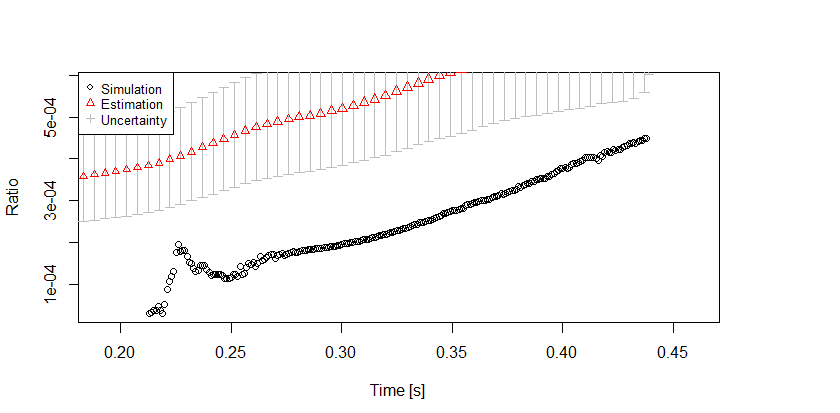 Simulation
Estimation
Uncertainty
Ratio
5e-04
3e-04
1e-04
0.20 0.25 0.30 0.35 0.40 0.45
Time [s]